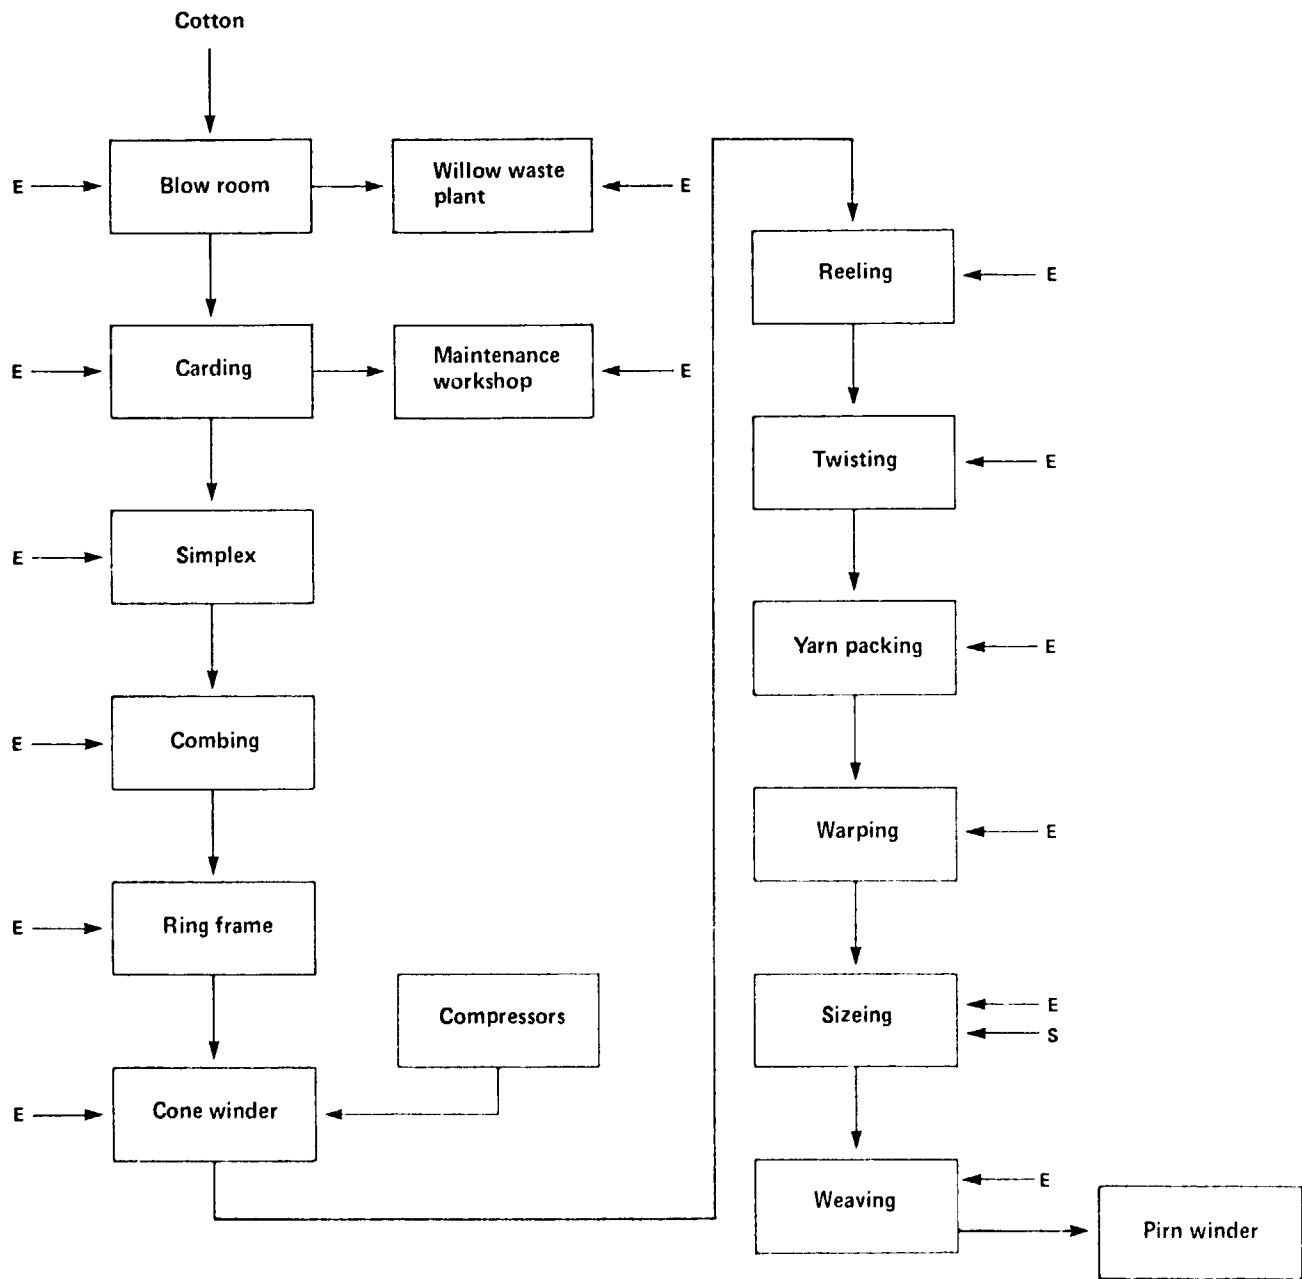 Cotton
E
Blow room
Willow waste
plant
E
E
Carding
Maintenance
workshop
E
E
Simplex
E
Combing
E
Ring frame
Compressors
E
Cone winder
Reeling
E
Twisting
E
Yarn packing
E
Warping
E
Sizeing
E
S
Weaving
E
Pirn winder